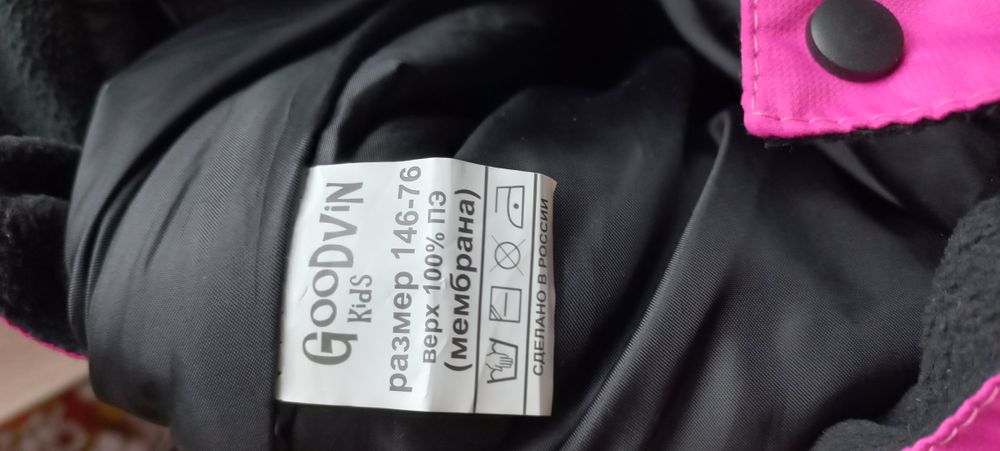 GOODViN
KidS
размер 146-76
верх 100% ПЭ
(мембрана)
СДЕЛАНО В РОССИИ